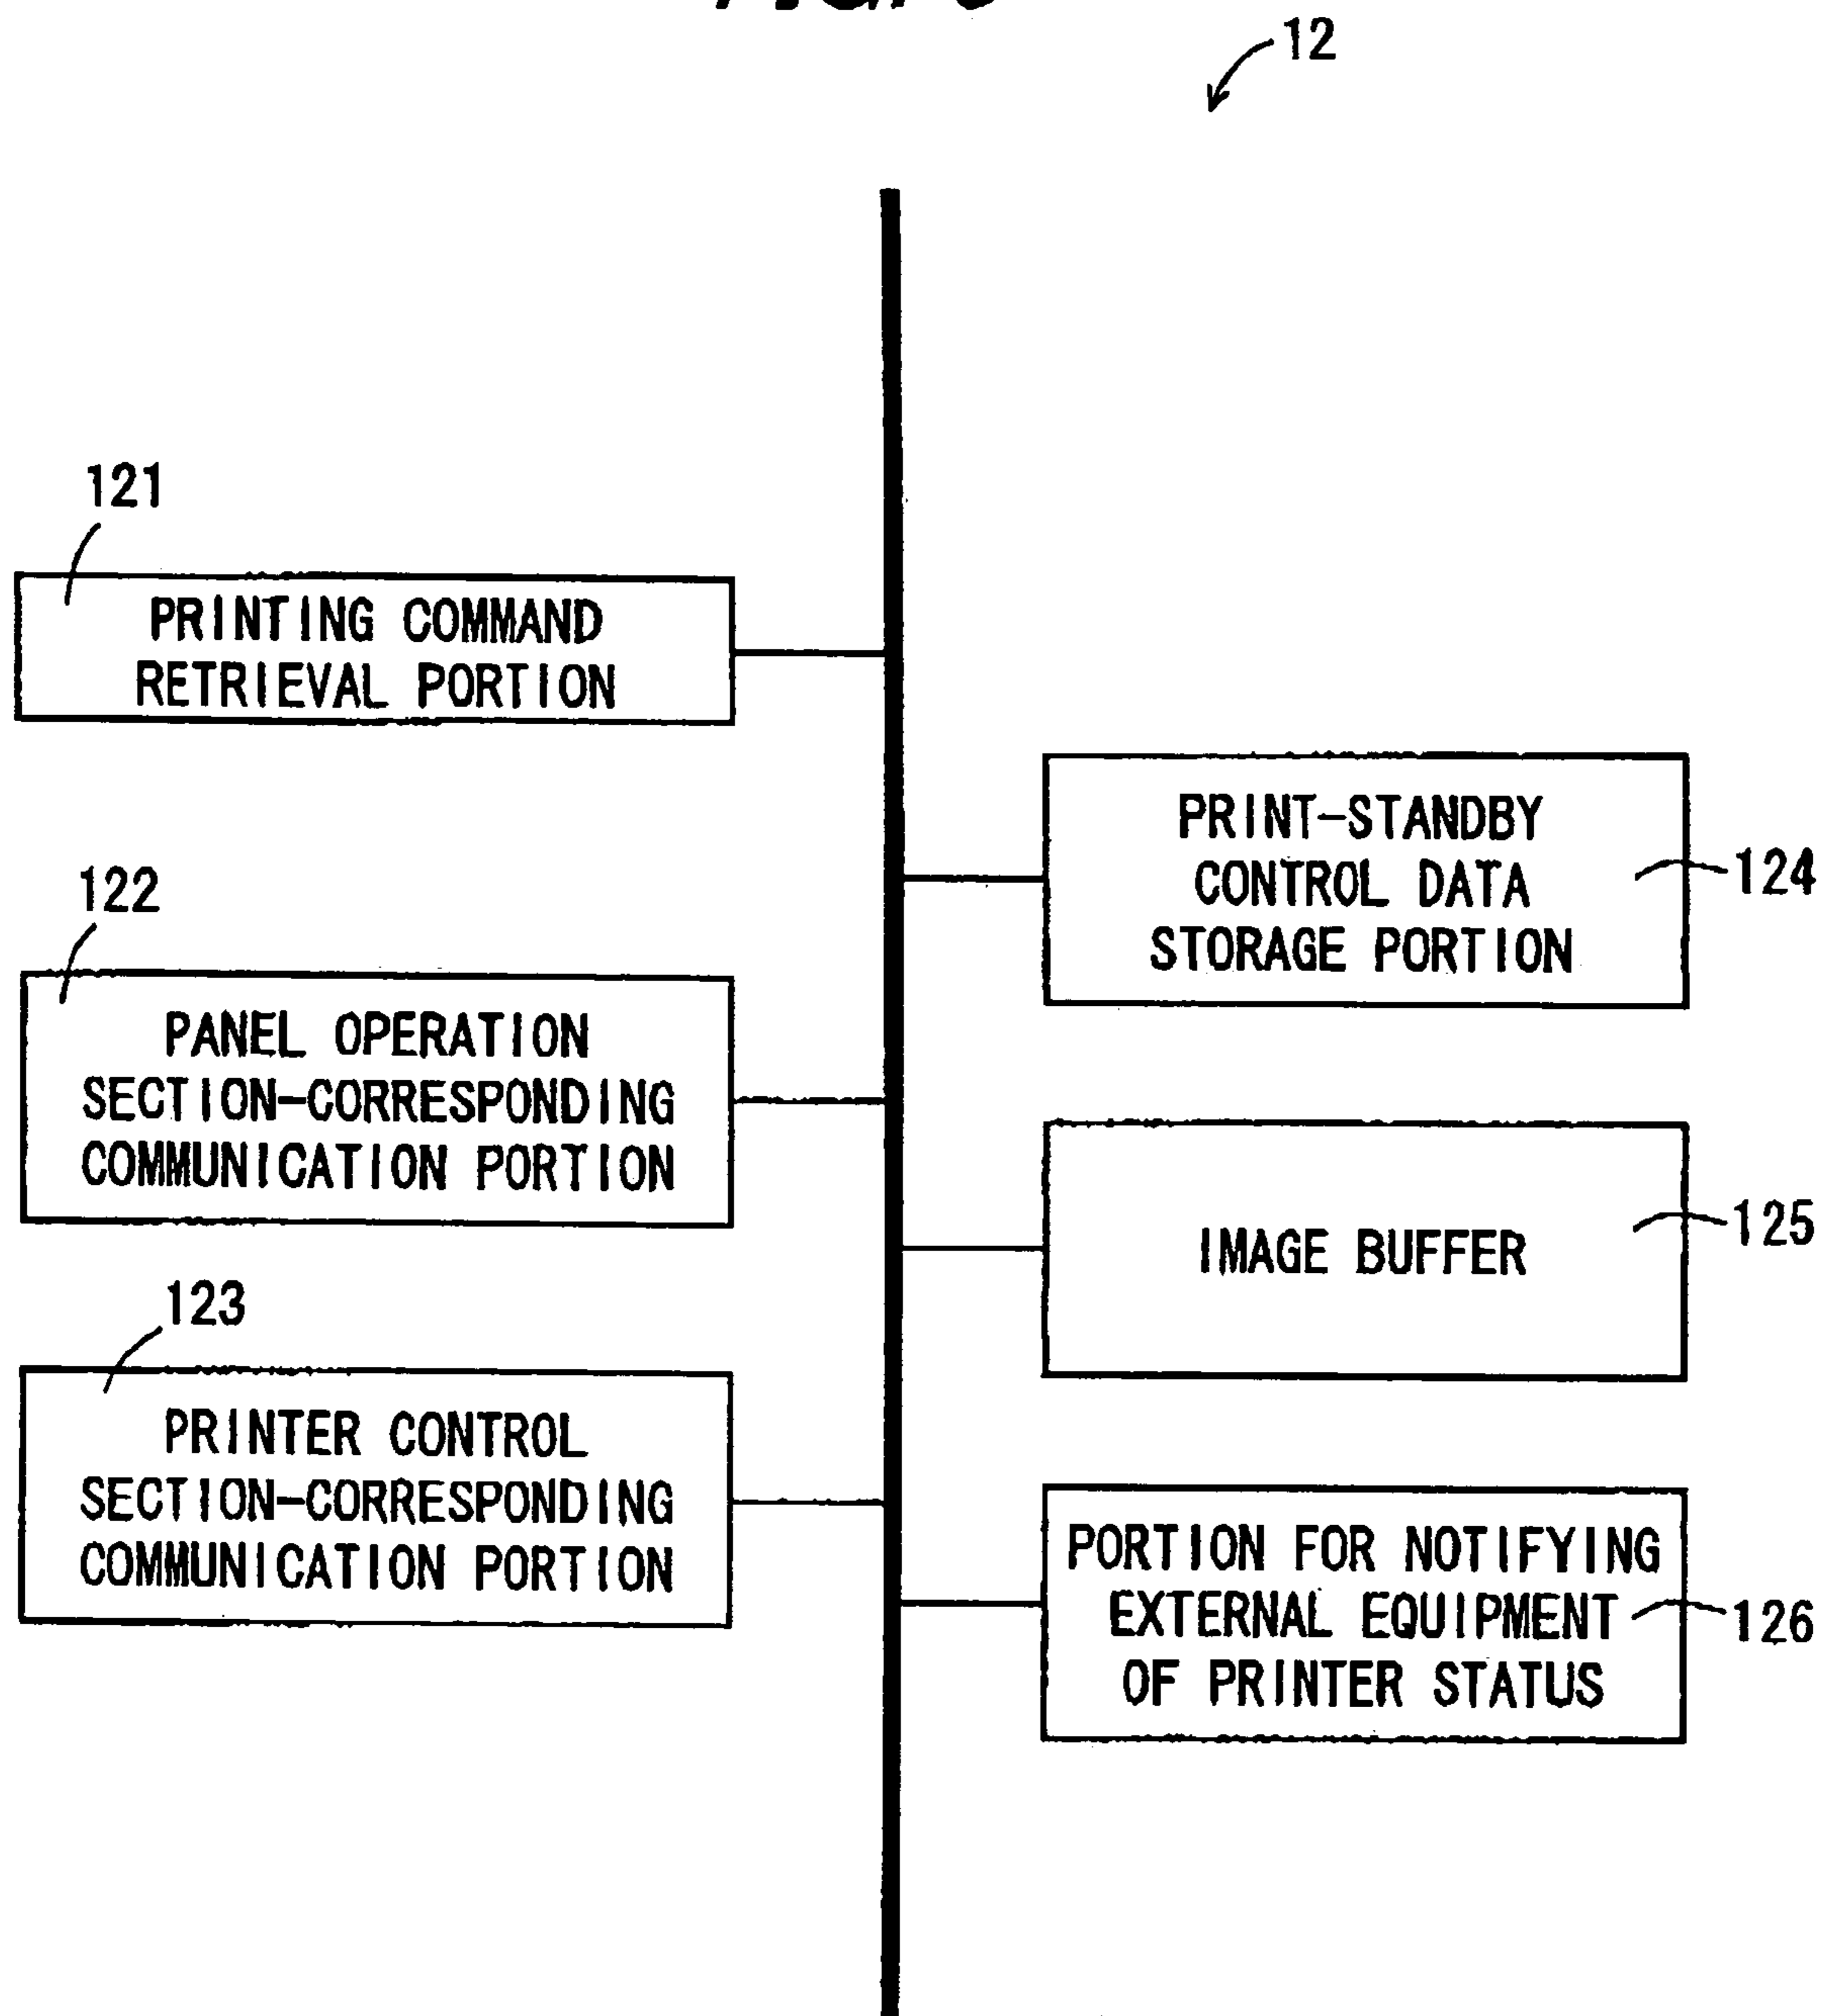 12
121
PRINTING COMMAND
RETRIEVAL PORTION
122
PANEL OPERATION
SECTION-CORRESPONDING
COMMUNICATION PORTION
123
PRINTER CONTROL
SECTION-CORRESPONDING
COMMUNICATION PORTION
PRINT-STANDBY
CONTROL DATA
STORAGE PORTION
124
IMAGE BUFFER
125
PORTION FOR NOTIFYING
EXTERNAL EQUIPMENT
OF PRINTER STATUS
126